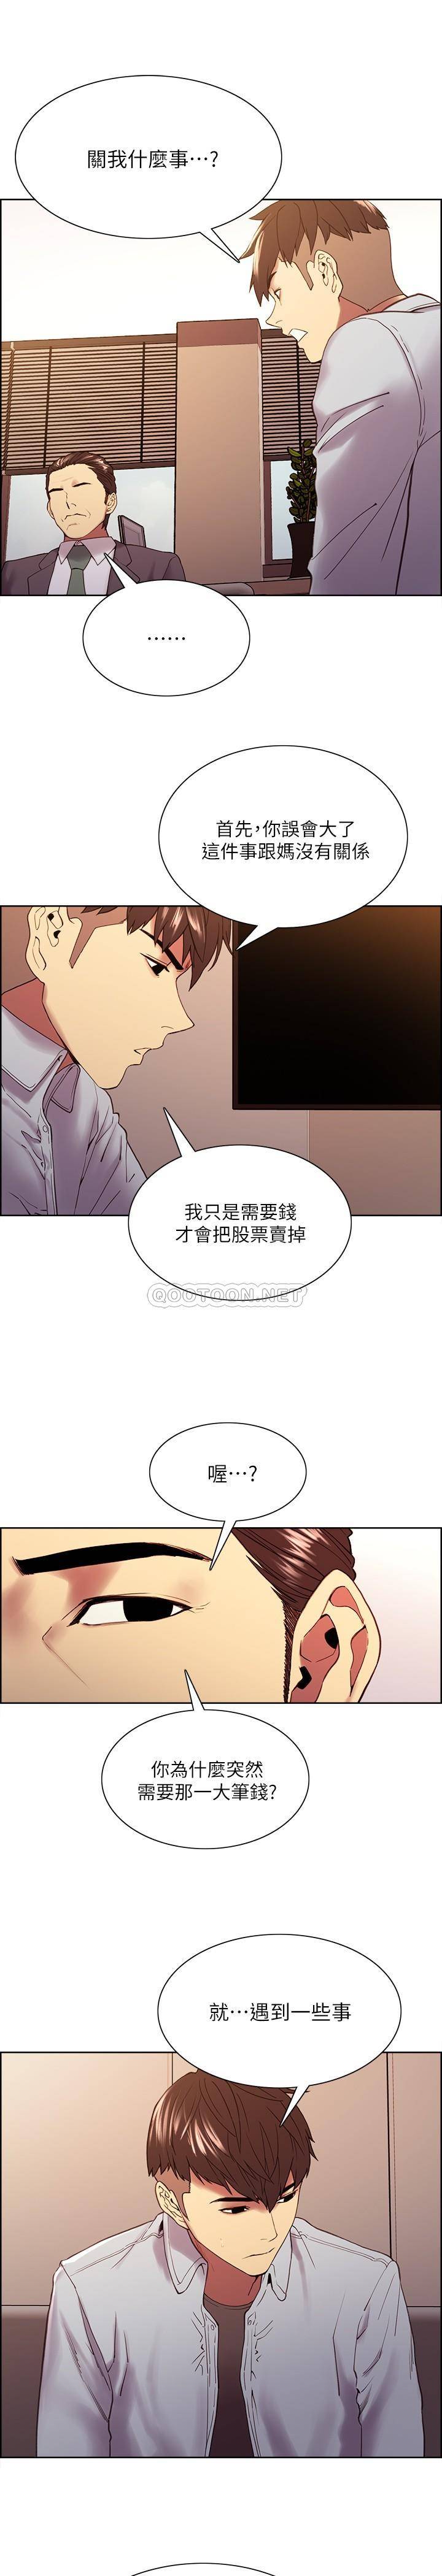 關我什麼事…?
……
首先,你誤會大了
這件事跟媽沒有關係
我只是需要錢
才會把股票賣掉
QOOTOON.NET
喔…?
你為什麼突然
需要那一大筆錢?
就…遇到一些事